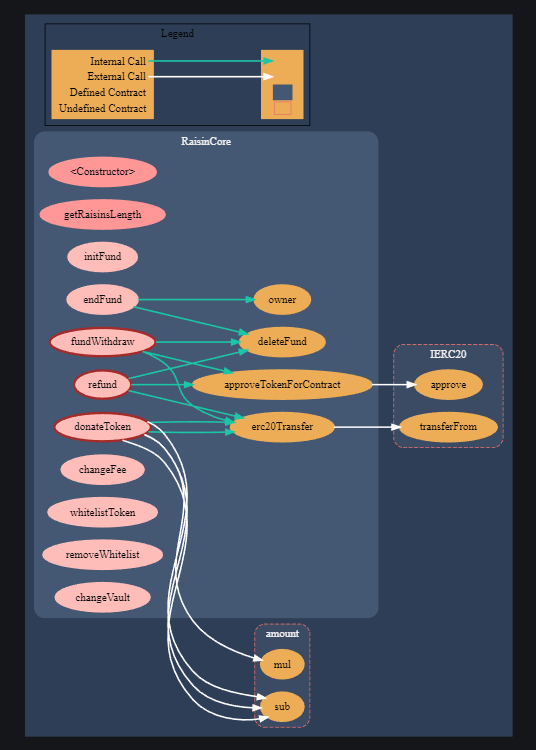 Legend
Internal Call
External Call
Defined Contract
Undefined Contract
RaisinCore
<Constructor>
getRaisinsLength
initFund
endFund
owner
fundWithdraw
deleteFund
IERC20
refund
approveTokenForContract
approve
donateToken
erc20Transfer
transferFrom
changeFee
whitelistToken
removeWhitelist
changeVault
amount
mul
sub